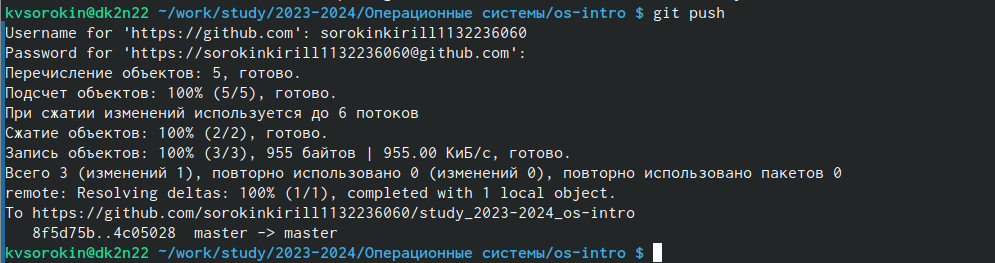 kvsorokin@dk2n22 ~/work/study/2023-2024/Операционные системы/os-intro $ git push
Username for 'https://github.com': sorokinkirill1132236060
Password for 'https://sorokinkirill1132236060@github.com':
Перечисление объектов: 5, готово.
Подсчет объектов: 100% (5/5), готово.
При сжатии изменений используется до 6 потоков
Сжатие объектов: 100% (2/2), готово.
Запись объектов: 100% (3/3), 955 байтов | 955.00 КиБ/с, готово.
Всего 3 (изменений 1), повторно использовано 0 (изменений 0), повторно использовано пакетов 0
remote: Resolving deltas: 100% (1/1), completed with 1 local object.
To https://github.com/sorokinkirill1132236060/study_2023-2024_os-intro
   8f5d75b..4c05028  master -> master
kvsorokin@dk2n22 ~/work/study/2023-2024/Операционные системы/os-intro $